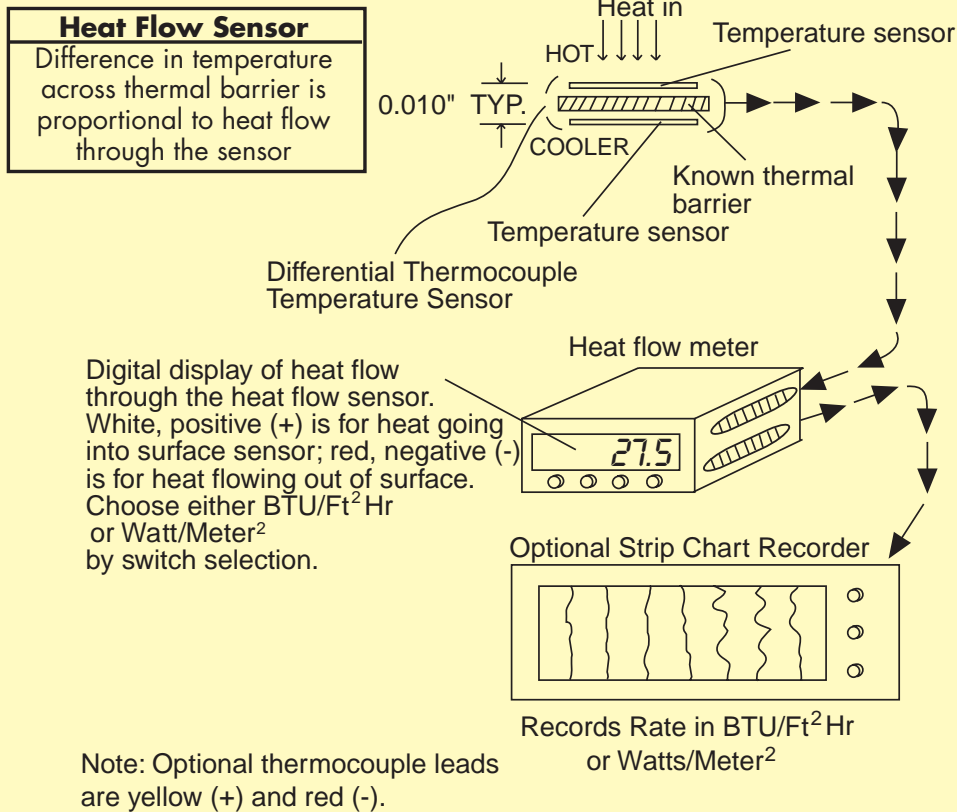 Heat Flow Sensor
Difference in temperature
across thermal barrier is
proportional to heat flow
through the sensor
Heat in
HOT
Temperature sensor
0.010" TYP.
COOLER
Known thermal
barrier
Temperature sensor
Differential Thermocouple
Temperature Sensor
Heat flow meter
Digital display of heat flow
through the heat flow sensor.
White, positive (+) is for heat going
into surface sensor; red, negative (-)
is for heat flowing out of surface.
Choose either BTU/Ft² Hr
or Watt/Meter²
by switch selection.
27.5
Optional Strip Chart Recorder
Records Rate in BTU/Ft² Hr
or Watts/Meter²
Note: Optional thermocouple leads
are yellow (+) and red (-).